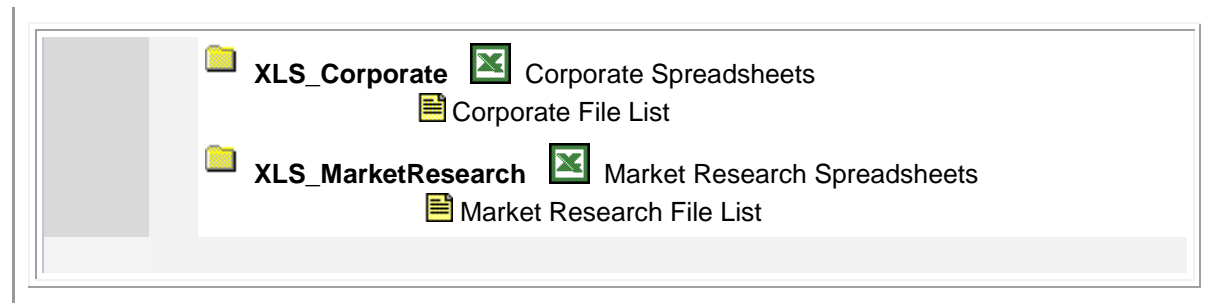 XLS_Corporate Corporate Spreadsheets
Corporate File List
XLS_MarketResearch Market Research Spreadsheets
Market Research File List